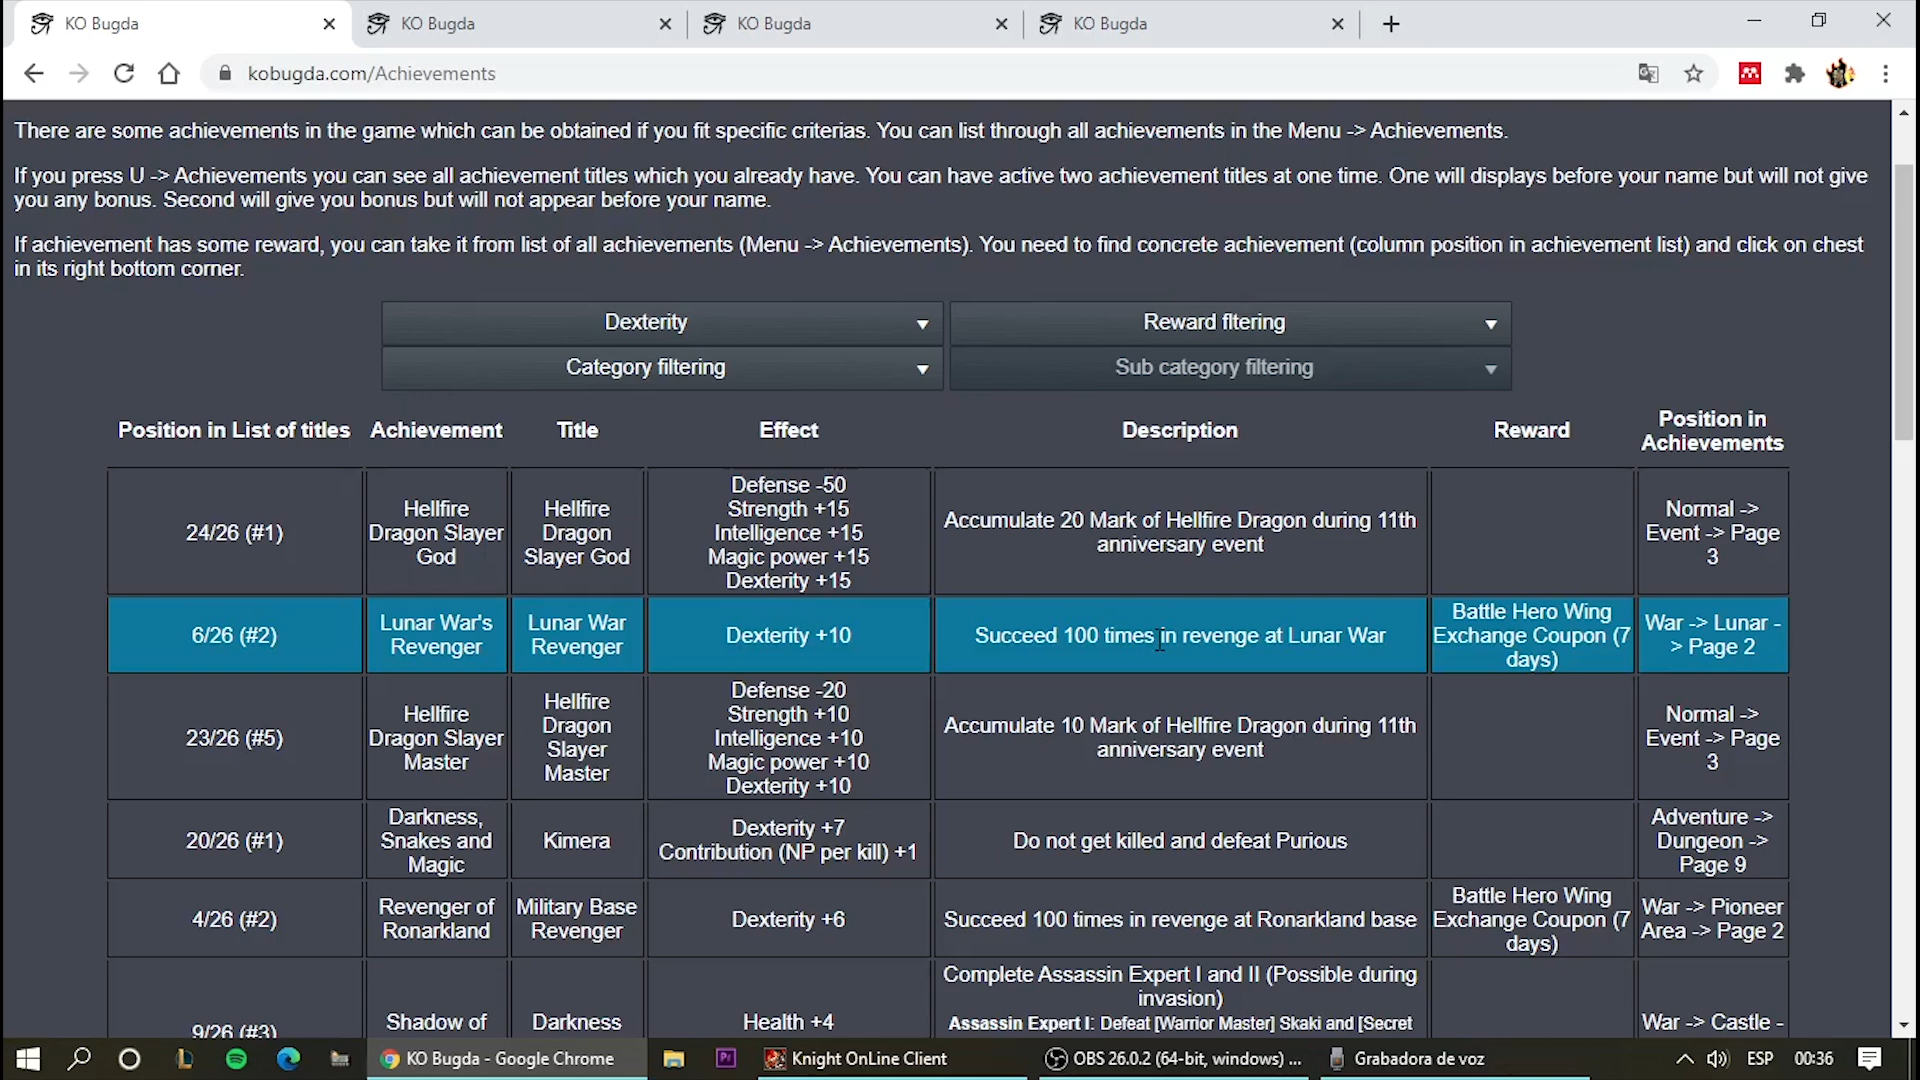 KO Bugda
KO Bugda
KO Bugda
KO Bugda
kobugda.com/Achievements
There are some achievements in the game which can be obtained if you fit specific criterias. You can list through all achievements in the Menu -> Achievements.
If you press U -> Achievements you can see all achievement titles which you already have. You can have active two achievement titles at one time. One will displays before your name but will not give
you any bonus. Second will give you bonus but will not appear before your name.
If achievement has some reward, you can take it from list of all achievements (Menu -> Achievements). You need to find concrete achievement (column position in achievement list) and click on chest
in its right bottom corner.
Dexterity
Reward fltering
Category filtering
Sub category filtering
Position in List of titles
Achievement
Title
Effect
Description
Reward
Position in
Achievements
24/26 (#1)
Hellfire
Dragon Slayer
God
Hellfire
Dragon
Slayer God
Defense -50
Strength +15
Intelligence +15
Magic power +15
Dexterity +15
Accumulate 20 Mark of Hellfire Dragon during 11th
anniversary event
Normal ->
Event -> Page
3
6/26 (#2)
Lunar War's
Revenger
Lunar War
Revenger
Dexterity +10
Succeed 100 times in revenge at Lunar War
Battle Hero Wing
Exchange Coupon (7
days)
War -> Lunar -
> Page 2
23/26 (#5)
Hellfire
Dragon Slayer
Master
Hellfire
Dragon
Slayer
Master
Defense -20
Strength +10
Intelligence +10
Magic power +10
Dexterity +10
Accumulate 10 Mark of Hellfire Dragon during 11th
anniversary event
Normal ->
Event -> Page
3
20/26 (#1)
Darkness,
Snakes and
Magic
Kimera
Dexterity +7
Contribution (NP per kill) +1
Do not get killed and defeat Purious
Adventure ->
Dungeon ->
Page 9
4/26 (#2)
Revenger of
Ronarkland
Military Base
Revenger
Dexterity +6
Succeed 100 times in revenge at Ronarkland base
Battle Hero Wing
Exchange Coupon (7
days)
War -> Pioneer
Area -> Page 2
9/26 (#3)
Shadow of
Darkness
Health +4
Complete Assassin Expert I and II (Possible during
invasion)
Assassin Expert I: Defeat [Warrior Master] Skaki and [Secret
War -> Castle -
KO Bugda - Google Chrome
Pr
Knight OnLine Client
OBS 26.0.2 (64-bit, windows) ...
Grabadora de voz
ESP
00:36